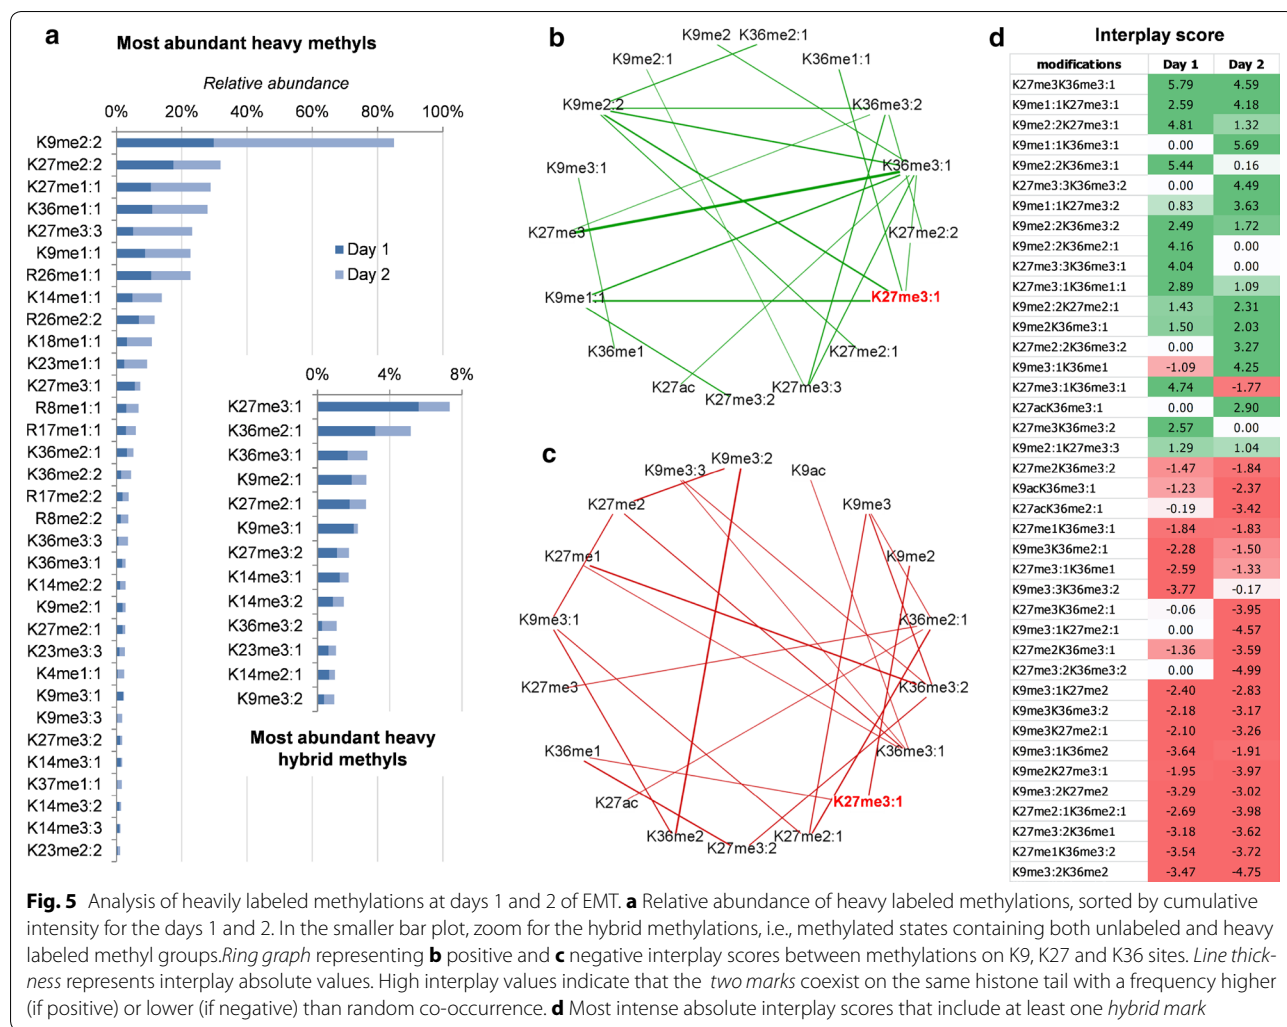 a
Most abundant heavy methyls
Relative abundance
0% 20% 40% 60% 80% 100%
K9me2:2
K27me2:2
K27me1:1
K36me1:1
K27me3:3
K9me1:1
R26me1:1
K14me1:1
R26me2:2
K18me1:1
K23me1:1
K27me3:1
R8me1:1
R17me1:1
K36me2:1
K36me2:2
R17me2:2
R8me2:2
K36me3:3
K36me3:1
K14me2:2
K9me2:1
K27me2:1
K23me3:3
K4me1:1
K9me3:1
K9me3:3
K27me3:2
K14me3:1
K37me1:1
K14me3:2
K14me3:3
K23me2:2
Day 1
Day 2
0% 4% 8%
K27me3:1
K36me2:1
K36me3:1
K9me2:1
K27me2:1
K9me3:1
K27me3:2
K14me3:1
K14me3:2
K36me3:2
K23me3:1
K14me2:1
K9me3:2
Most abundant heavy
hybrid methyls
b
K9me2 K36me2:1
K9me2:1 K36me1:1
K9me2:2 K36me3:2
K9me3:1 K36me3:1
K27me3 K27me2:2
K9me1:1 K27me3:1
K36me1 K27me2:1
K27ac K27me3:3
K27me3:2
c
K9me3:2
K9me3:3 K9ac
K27me2 K9me3
K27me1 K9me2
K9me3:1 K36me2:1
K27me3 K36me3:2
K36me1 K36me3:1
K27ac K27me3:1
K36me2 K27me2:1
K27me3:2
d
Interplay score
modifications Day 1 Day 2
K27me3K36me3:1 5.79 4.59
K9me1:1K27me3:1 2.59 4.18
K9me2:2K27me3:1 4.81 1.32
K9me1:1K36me3:1 0.00 5.69
K9me2:2K36me3:1 5.44 0.16
K27me3:3K36me3:2 0.00 4.49
K9me1:1K27me3:2 0.83 3.63
K9me2:2K36me3:2 2.49 1.72
K9me2:2K36me2:1 4.16 0.00
K27me3:3K36me3:1 4.04 0.00
K27me3:1K36me1:1 2.89 1.09
K9me2:2K27me2:1 1.43 2.31
K9me2K36me3:1 1.50 2.03
K27me2:2K36me3:2 0.00 3.27
K9me3:1K36me1 -1.09 4.25
K27me3:1K36me3:1 4.74 -1.77
K27acK36me3:1 0.00 2.90
K27me3K36me3:2 2.57 0.00
K9me2:1K27me3:3 1.29 1.04
K27me2K36me3:2 -1.47 -1.84
K9acK36me3:1 -1.23 -2.37
K27acK36me2:1 -0.19 -3.42
K27me1K36me3:1 -1.84 -1.83
K9me3K36me2:1 -2.28 -1.50
K27me3:1K36me1 -2.59 -1.33
K9me3:3K36me3:2 -3.77 -0.17
K27me3K36me2:1 -0.06 -3.95
K9me3:1K27me2:1 0.00 -4.57
K27me2K36me3:1 -1.36 -3.59
K27me3:2K36me3:2 0.00 -4.99
K9me3:1K27me2 -2.40 -2.83
K9me3K36me3:2 -2.18 -3.17
K9me3K27me2:1 -2.10 -3.26
K9me3:1K36me2 -3.64 -1.91
K9me2K27me3:1 -1.95 -3.97
K9me3:2K27me2 -3.29 -3.02
K27me2:1K36me2:1 -2.69 -3.98
K27me3:2K36me1 -3.18 -3.62
K27me1K36me3:2 -3.54 -3.72
K9me3:2K36me2 -3.47 -4.75
Fig. 5 Analysis of heavily labeled methylations at days 1 and 2 of EMT. a Relative abundance of heavy labeled methylations, sorted by cumulative
intensity for the days 1 and 2. In the smaller bar plot, zoom for the hybrid methylations, i.e., methylated states containing both unlabeled and heavy
labeled methyl groups.Ring graph representing b positive and c negative interplay scores between methylations on K9, K27 and K36 sites. Line thick-
ness represents interplay absolute values. High interplay values indicate that the two marks coexist on the same histone tail with a frequency higher
(if positive) or lower (if negative) than random co-occurrence. d Most intense absolute interplay scores that include at least one hybrid mark